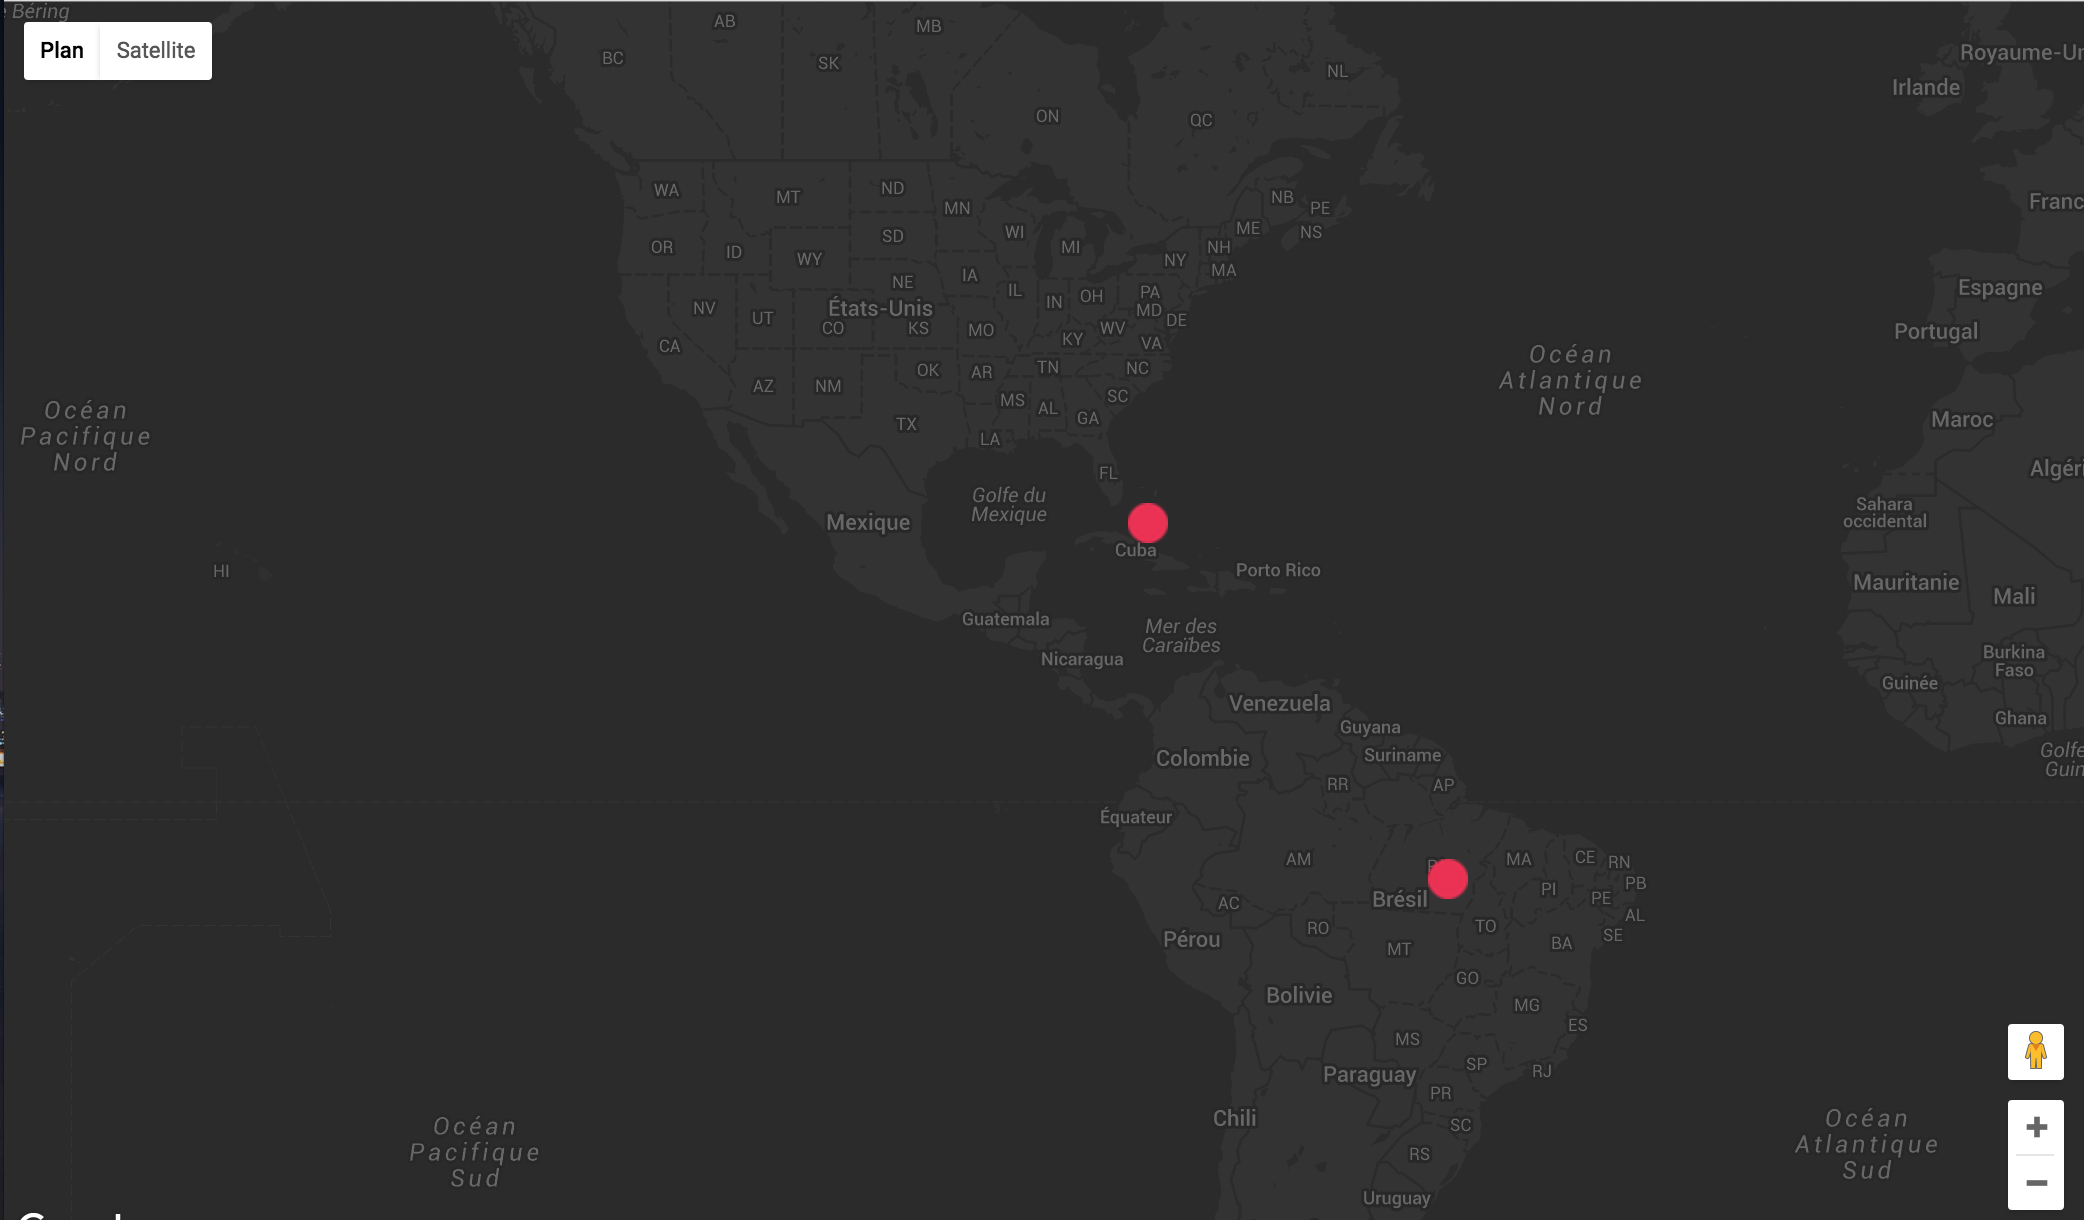 Béring
Plan
Satellite
AB
MB
BC
SK
NL
ON
QC
Royaume-Un
Irlande
WA
MT
ND
MN
NB
PE
Franc
OR
ID
SD
WI
MI
NH
ME
NS
WY
NY
MA
NE
IA
IL
IN
OH
PA
MD
DE
Espagne
NV
UT
États-Unis
CO
KS
MO
KY
WV
VA
Portugal
CA
AZ
NM
OK
AR
TN
NC
Océan
Atlantique
Nord
MS
AL
SC
GA
TX
LA
FL
Maroc
Algéri
Océan
Pacifique
Nord
Golfe du
Mexique
Mexique
Sahara
occidental
Cuba
HI
Porto Rico
Mauritanie
Mali
Guatemala
Mer des
Caraïbes
Nicaragua
Burkina
Faso
Guinée
Venezuela
Guyana
Ghana
Colombie
Suriname
Golfe
Guin
RR
AP
Équateur
AM
MA
CE
RN
PB
PI
PE
Brésil
AC
AL
RO
TO
SE
Pérou
MT
BA
GO
Bolivie
MG
ES
MS
SP
RJ
Paraguay
PR
Chili
SC
RS
Uruguay
Océan
Pacifique
Sud
Océan
Atlantique
Sud